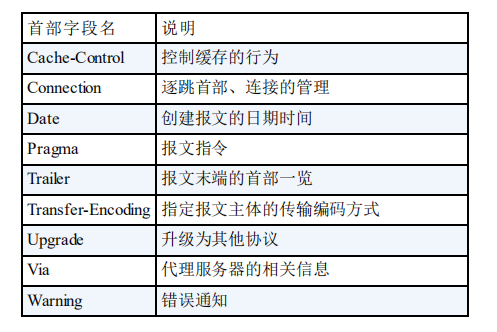 首部字段名 说明
Cache-Control 控制缓存的行为
Connection 逐跳首部、连接的管理
Date 创建报文的日期时间
Pragma 报文指令
Trailer 报文末端的首部一览
Transfer-Encoding 指定报文主体的传输编码方式
Upgrade 升级为其他协议
Via 代理服务器的相关信息
Warning 错误通知